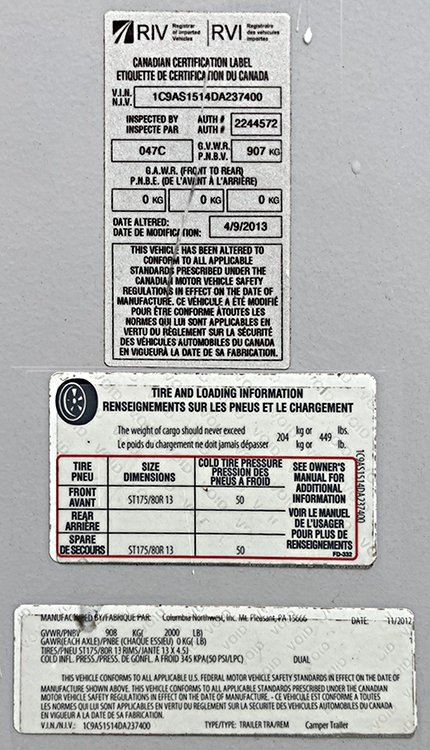 RIV Registrar of Imported Vehicles RVI Registraire des véhicules importés
CANADIAN CERTIFICATION LABEL
ETIQUETTE DE CERTIFICATION DU CANADA
V.I.N. N.I.V. 1C9AS1514DA237400
INSPECTED BY AUTH # 2244572
INSPECTE PAR AUTH #
047C G.V.W.R. P.N.B.V. 907 KG
G.A.W.R. (FRONT TO REAR)
P.N.B.E. (DE L'AVANT À L'ARRIÈRE)
0 KG 0 KG 0 KG
DATE ALTERED: 4/9/2013
DATE DE MODIFICATION:
THIS VEHICLE HAS BEEN ALTERED TO
CONFORM TO ALL APPLICABLE
STANDARDS PRESCRIBED UNDER THE
CANADIAN MOTOR VEHICLE SAFETY
REGULATIONS IN EFFECT ON THE DATE OF
MANUFACTURE. CE VÉHICULE A ÉTÉ MODIFIÉ
POUR ÊTRE CONFORME ÀTOUTES LES
NORMES QUI LUI SONT APPLICABLES EN
VERTU DU RÈGLEMENT SUR LA SÉCURITÉ
DES VÉHICULES AUTOMOBILES DU CANADA
EN VIGUEURÀ LA DATE DE SA FABRICATION.
TIRE AND LOADING INFORMATION
RENSEIGNEMENTS SUR LES PNEUS ET LE CHARGEMENT
The weight of cargo should never exceed 204 kg or 449 lbs.
Le poids du chargement ne doit jamais dépasser kg or lb.
TIRE PNEU SIZE DIMENSIONS COLD TIRE PRESSURE PRESSION DES PNEUS À FROID
FRONT AVANT ST175/80R 13 50
REAR ARRIÈRE
SPARE DE SECOURS ST175/80R 13 50
SEE OWNER'S
MANUAL FOR
ADDITIONAL
INFORMATION
VOIR LE MANUEL
DE L'USAGER
POUR PLUS DE
RENSEIGNEMENTS
FD-332
1C9AS1514DA237400
MANUFACTURED BY/FABRIQUE PAR: Columbia Northwest, Inc. Mt. Pleasant, PA 15666 DATE: 11/2012
GVWR/PNBV 908 KG( 2000 LB)
GAWR(EACH AXLE)/PNBE (CHAQUE ESSIEU) 0 KG( LB)
TIRES/PNEU ST175/80R 13 RIMS/JANTE 13 X 4.5J
COLD INFL. PRESS./PRESS. DE GONFL. A FROID 345 KPA(50 PSI/LPC) DUAL
THIS VEHICLE CONFORMS TO ALL APPLICABLE U.S. FEDERAL MOTOR VEHICLE SAFETY STANDARDS IN EFFECT ON THE DATE OF
MANUFACTURE SHOWN ABOVE. THIS VEHICLE CONFORMS TO ALL APPLICABLE STANDARDS PRESCRIBED UNDER THE CANADIAN
MOTOR VEHICLE SAFETY REGULATIONS IN EFFECT ON THE DATE OF MANUFACTURE. - CE VEHICULE EST CONFORME A TOUTES
LES NORMES QUI LUI SONT APPLICABLES EN VERTU DU REGLEMENT SUR LA SECURITE DES VEHICULES AUTOMOBILES DU CANADA
EN VIGUEUR A LA DATE DE SA FABRICATION.
V.I.N./N.I.V.: 1C9AS1514DA237400 TYPE/TYPE: TRAILER TRA/REM Camper Trailer